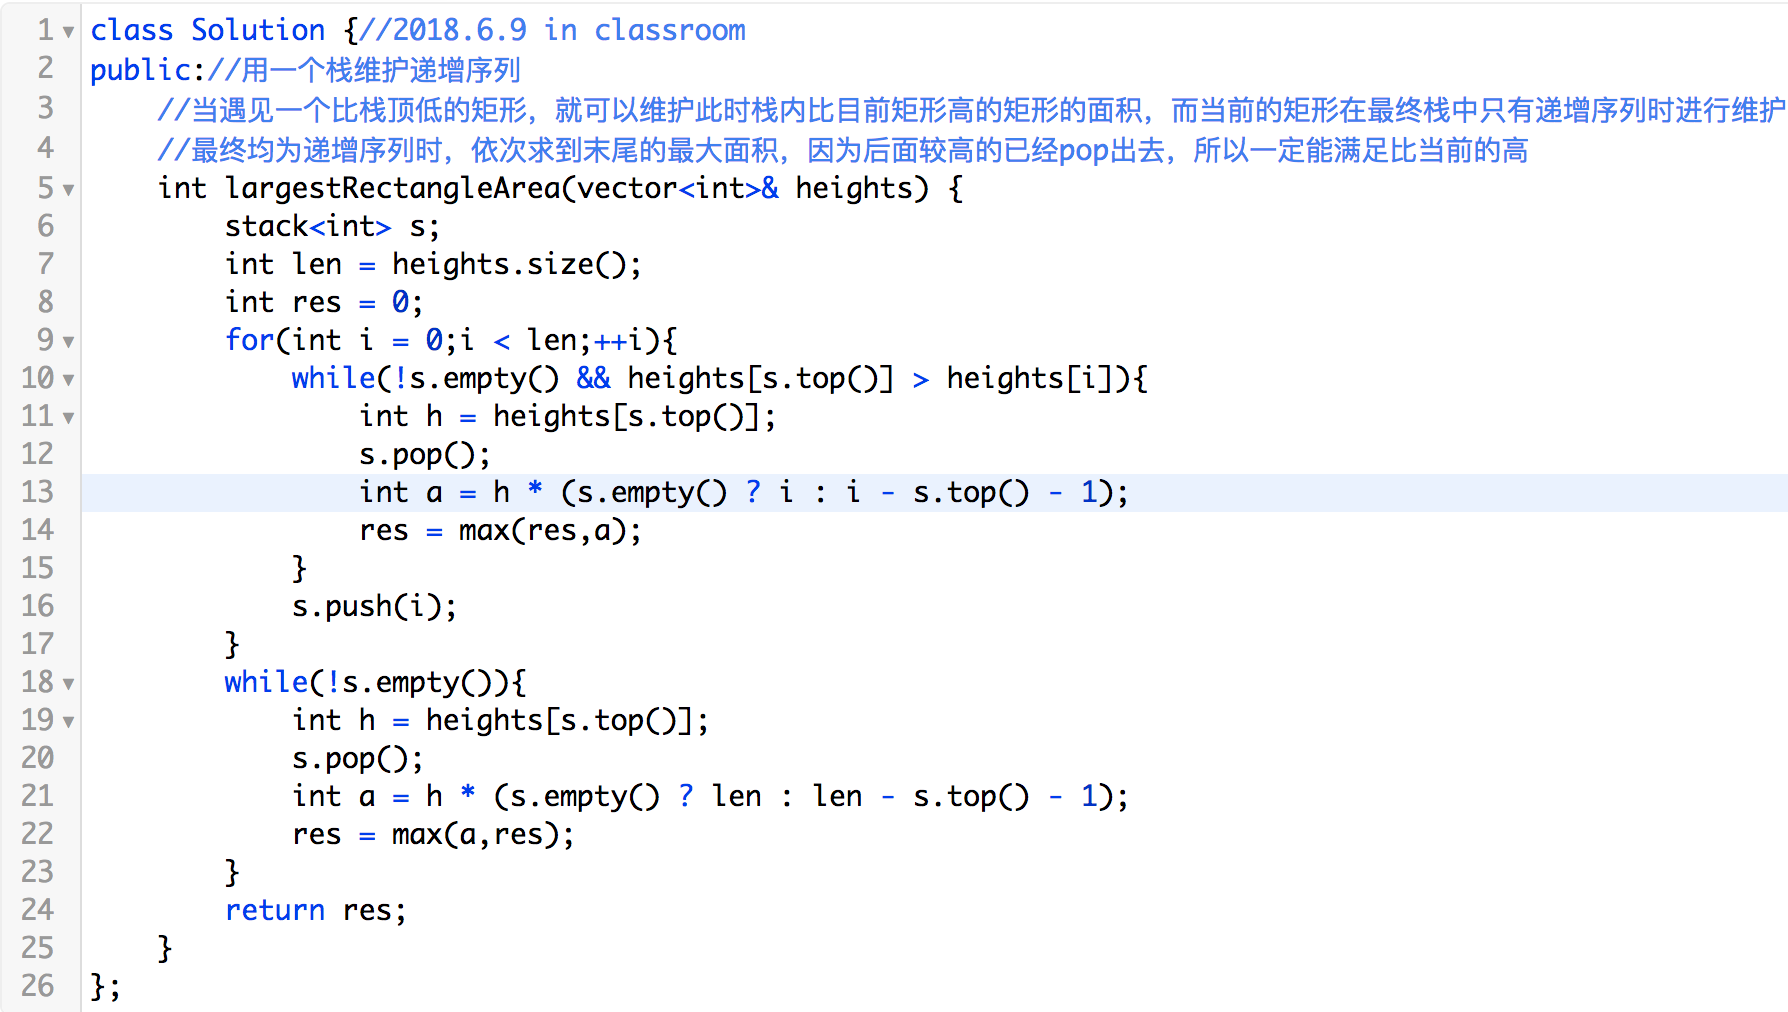 1 class Solution {//2018.6.9 in classroom
2 public://用一个栈维护递增序列
3 //当遇见一个比栈顶低的矩形，就可以维护此时栈内比目前矩形高的矩形的面积，而当前的矩形在最终栈中只有递增序列时进行维护
4 //最终均为递增序列时，依次求到末尾的最大面积，因为后面较高的已经pop出去，所以一定能满足比当前的高
5 int largestRectangleArea(vector<int>& heights) {
6 stack<int> s;
7 int len = heights.size();
8 int res = 0;
9 for(int i = 0;i < len;++i){
10 while(!s.empty() && heights[s.top()] > heights[i]){
11 int h = heights[s.top()];
12 s.pop();
13 int a = h * (s.empty() ? i : i - s.top() - 1);
14 res = max(res,a);
15 }
16 s.push(i);
17 }
18 while(!s.empty()){
19 int h = heights[s.top()];
20 s.pop();
21 int a = h * (s.empty() ? len : len - s.top() - 1);
22 res = max(a,res);
23 }
24 return res;
25 }
26 };